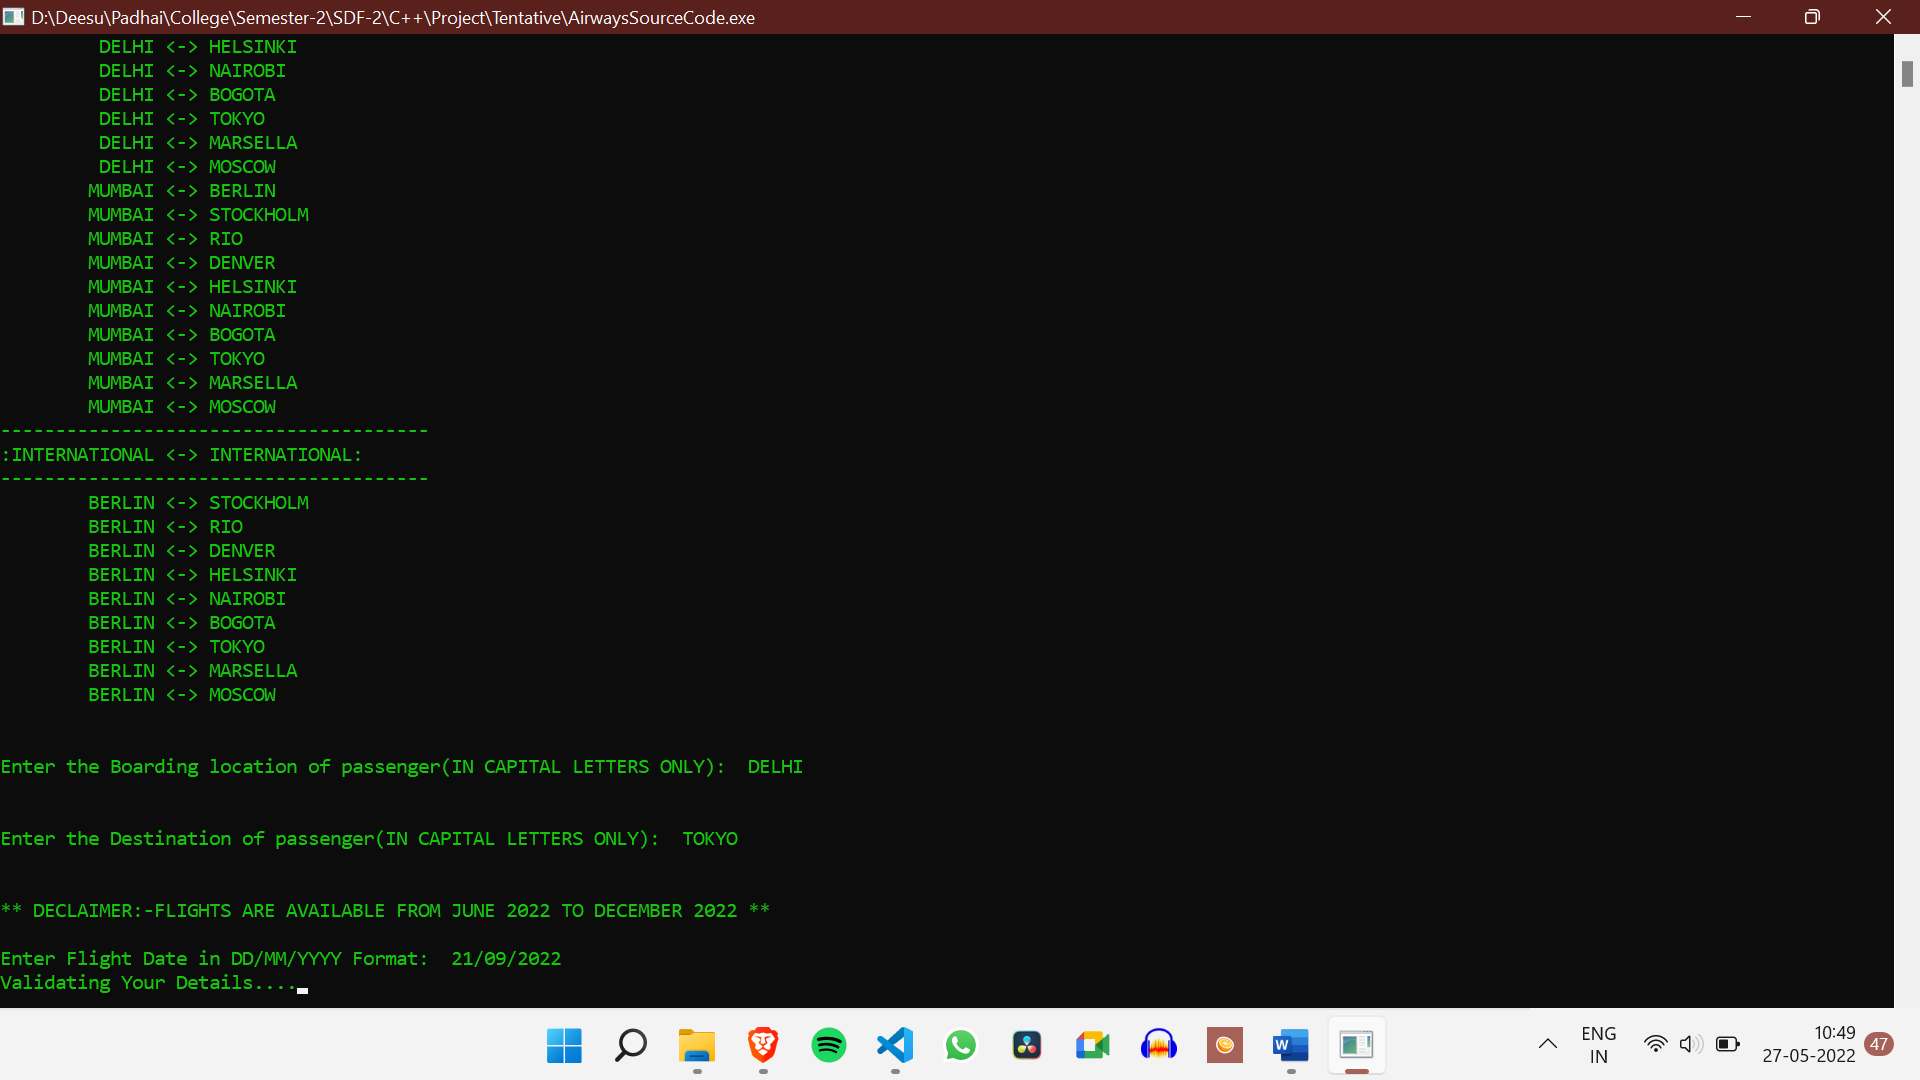 D:\Deesu\Padhai\College\Semester-2\SDF-2\C++\Project\Tentative\AirwaysSourceCode.exe
DELHI <-> HELSINKI
DELHI <-> NAIROBI
DELHI <-> BOGOTA
DELHI <-> TOKYO
DELHI <-> MARSELLA
DELHI <-> MOSCOW
MUMBAI <-> BERLIN
MUMBAI <-> STOCKHOLM
MUMBAI <-> RIO
MUMBAI <-> DENVER
MUMBAI <-> HELSINKI
MUMBAI <-> NAIROBI
MUMBAI <-> BOGOTA
MUMBAI <-> TOKYO
MUMBAI <-> MARSELLA
MUMBAI <-> MOSCOW
---------------------------------------
:INTERNATIONAL <-> INTERNATIONAL:
---------------------------------------
BERLIN <-> STOCKHOLM
BERLIN <-> RIO
BERLIN <-> DENVER
BERLIN <-> HELSINKI
BERLIN <-> NAIROBI
BERLIN <-> BOGOTA
BERLIN <-> TOKYO
BERLIN <-> MARSELLA
BERLIN <-> MOSCOW
Enter the Boarding location of passenger(IN CAPITAL LETTERS ONLY):  DELHI
Enter the Destination of passenger(IN CAPITAL LETTERS ONLY):  TOKYO
** DECLAIMER:-FLIGHTS ARE AVAILABLE FROM JUNE 2022 TO DECEMBER 2022 **
Enter Flight Date in DD/MM/YYYY Format:  21/09/2022
Validating Your Details....
W
ENG
IN
10:49
27-05-2022
47